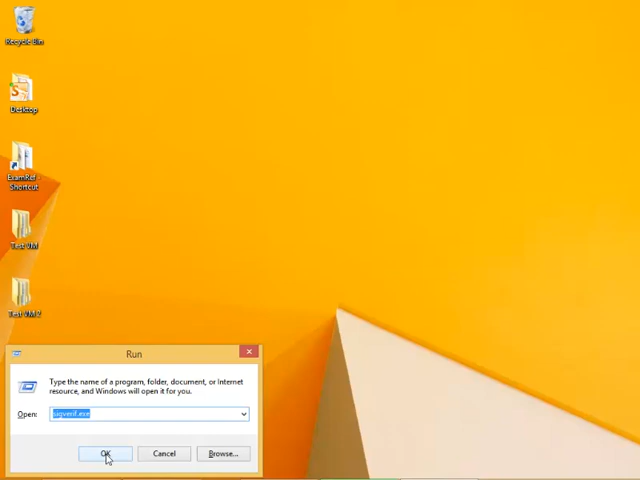 Recycle Bin
Desktop
ExamRef -
Shortcut
Test VM
Test VM 2
Run
Type the name of a program, folder, document, or Internet
resource, and Windows will open it for you.
Open: sigverif.exe
OK Cancel Browse...